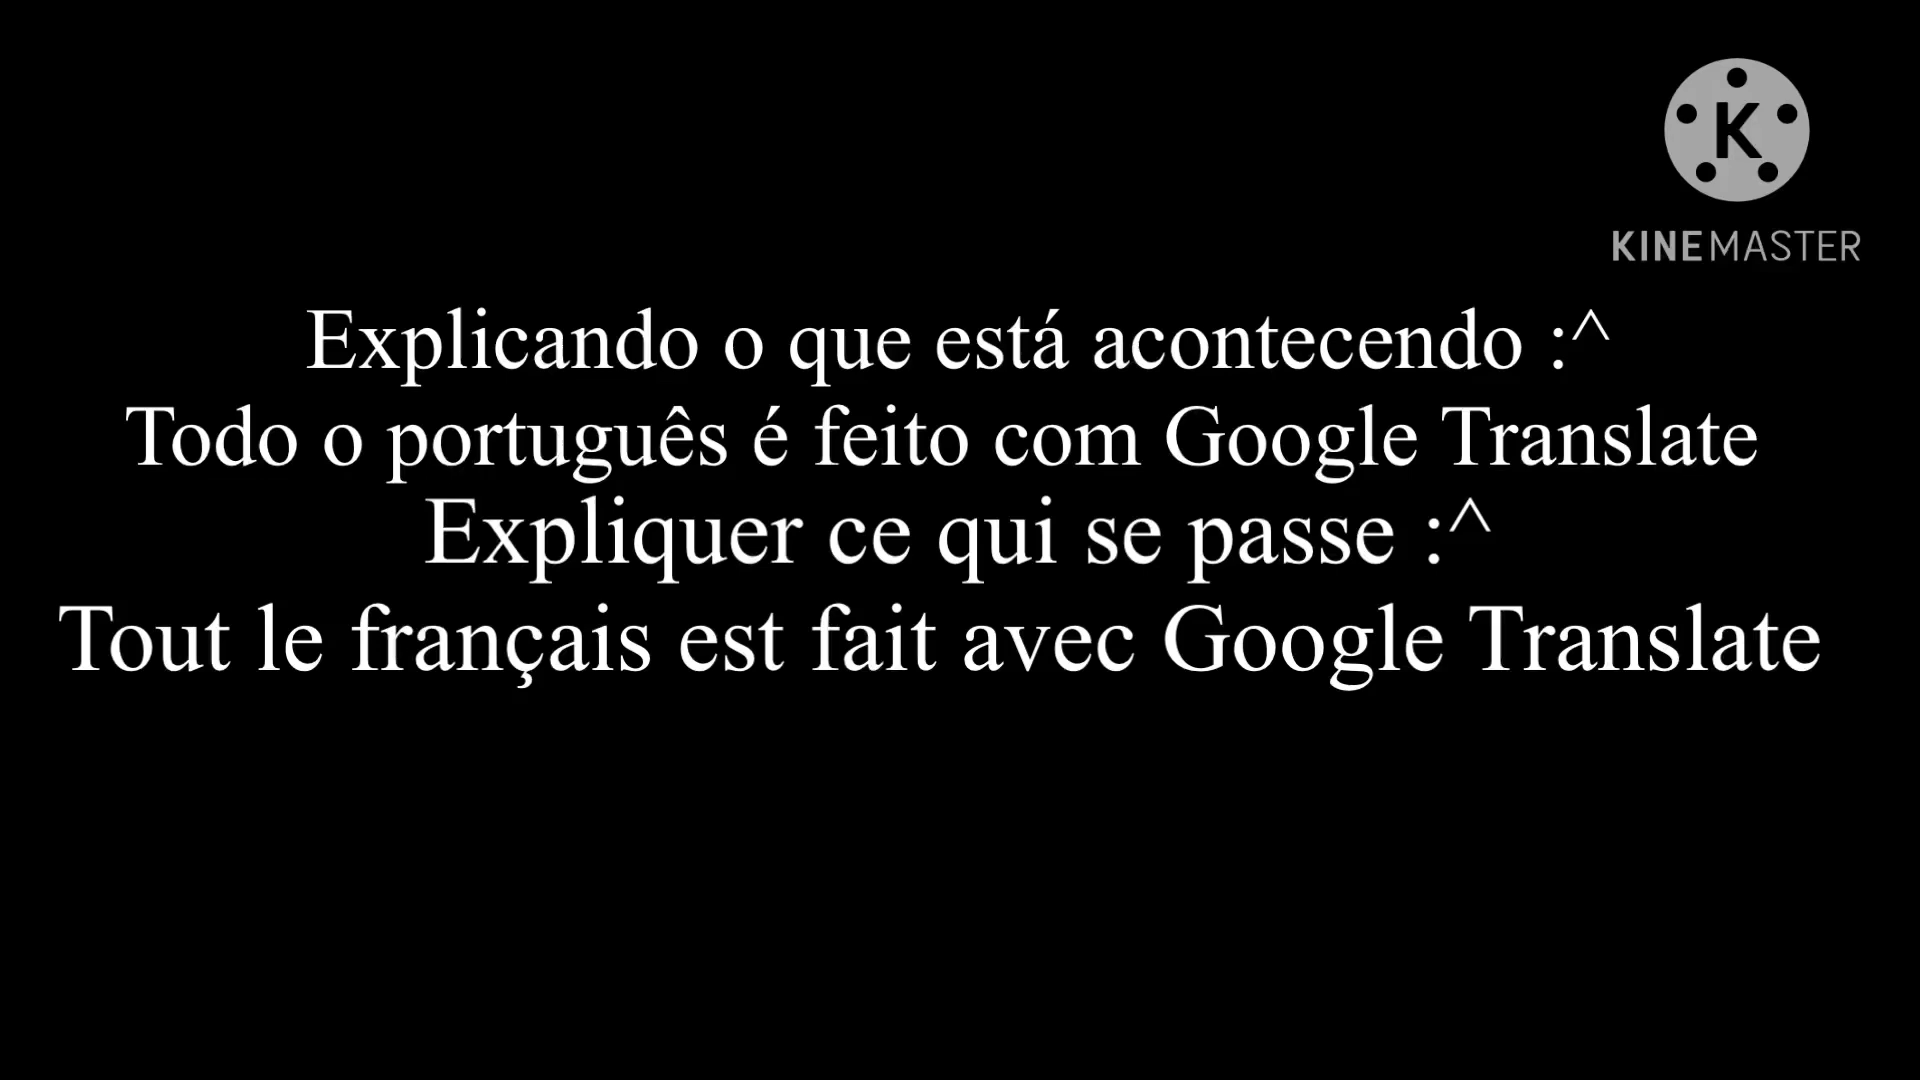 K
KINEMASTER
Explicando o que está acontecendo :^
Todo o português é feito com Google Translate
Expliquer ce qui se passe :^
Tout le français est fait avec Google Translate